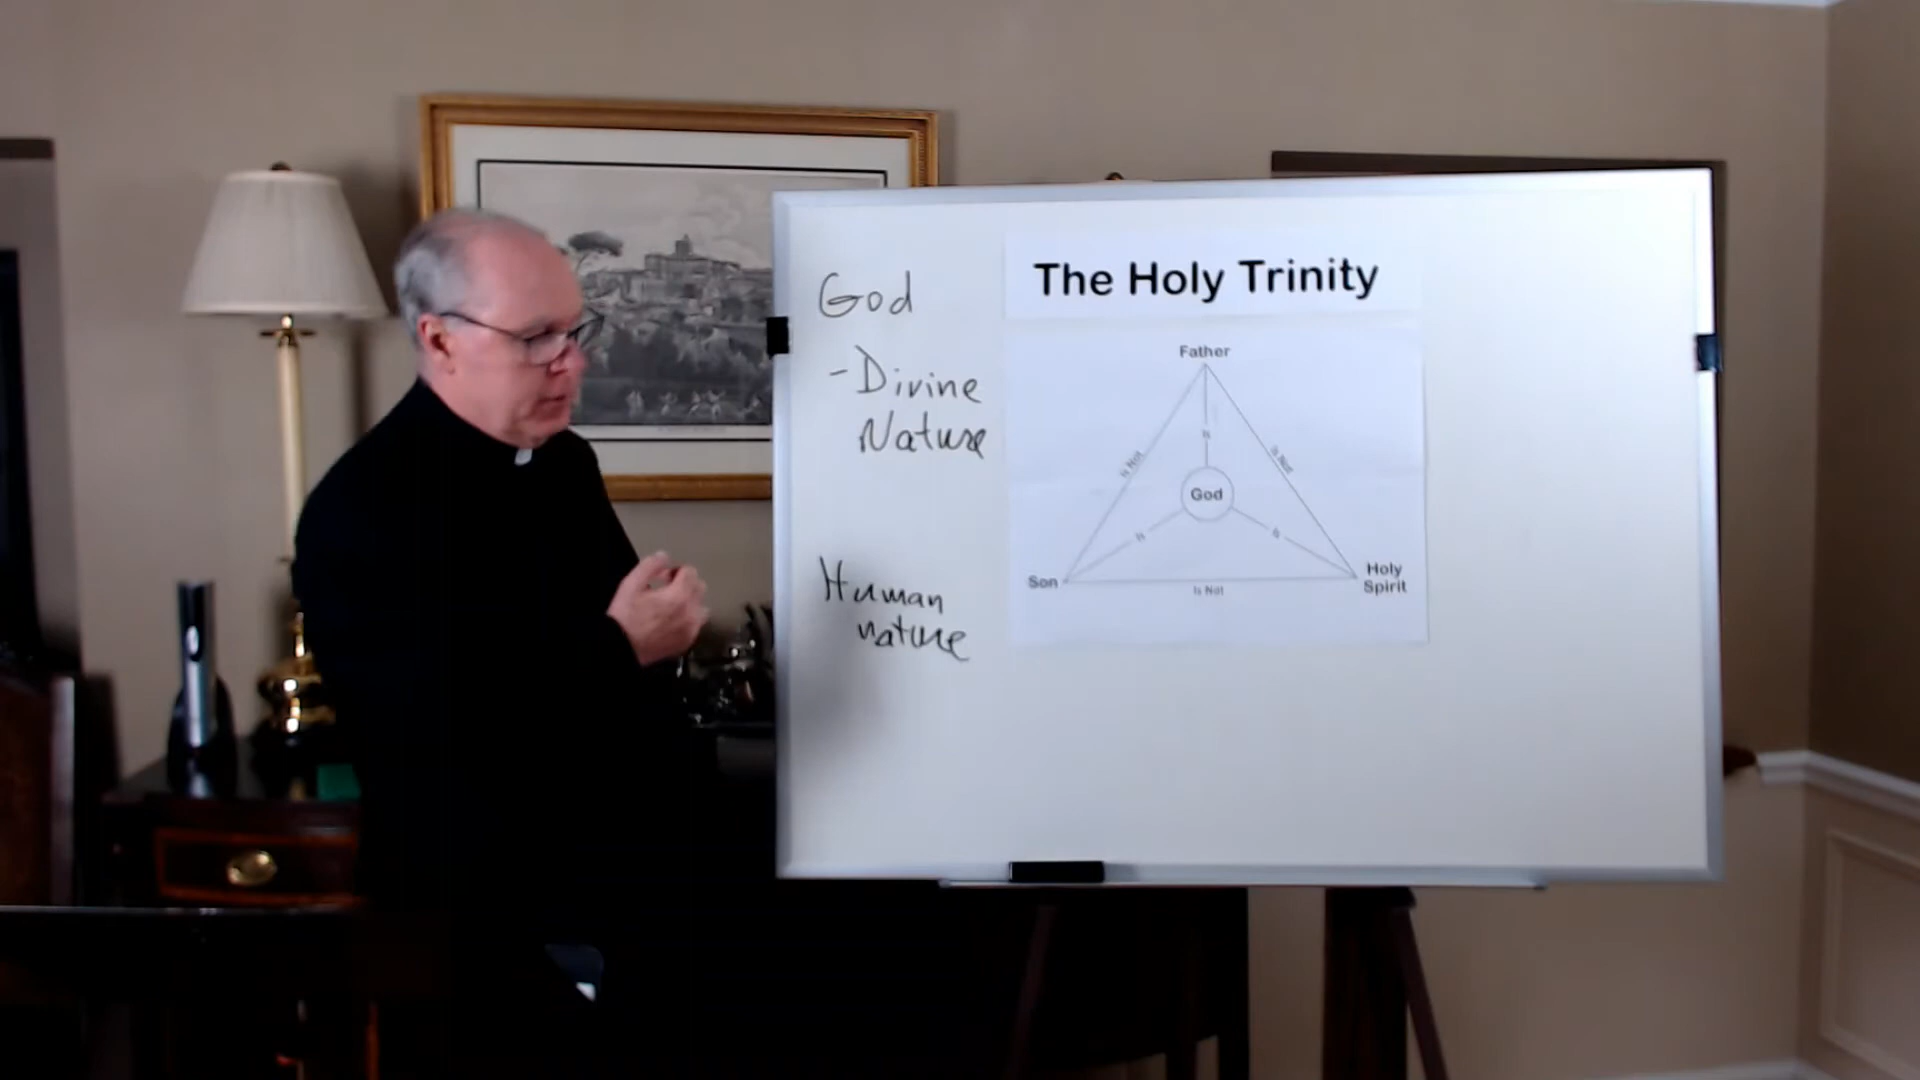 God
- Divine
Nature
Human
nature
The Holy Trinity
Father
Is
Is Not
Is Not
God
Is
Is
Son
Is Not
Holy
Spirit